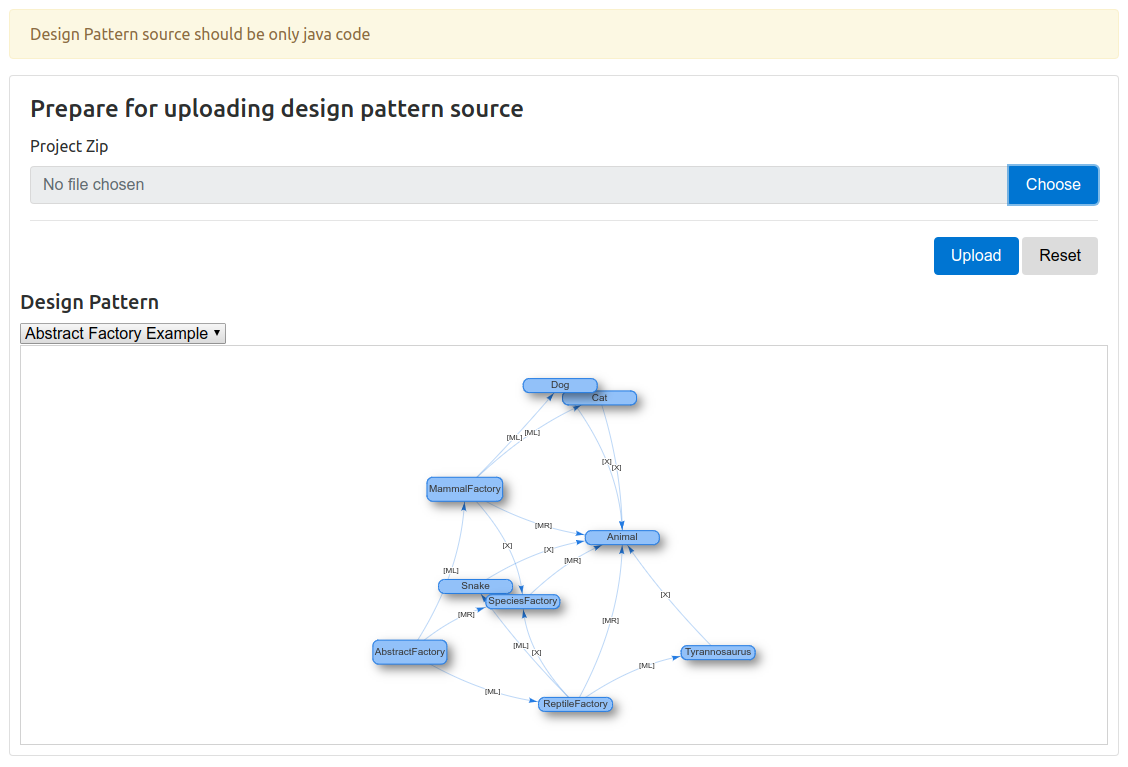 Design Pattern source should be only java code
Prepare for uploading design pattern source
Project Zip
No file chosen
Choose
Upload
Reset
Design Pattern
Abstract Factory Example
Dog
Cat
[ML]
[ML]
[X]
[X]
MammalFactory
[MR]
Animal
[X]
[X]
[MR]
[ML]
Snake
[X]
SpeciesFactory
[MR]
[MR]
[ML]
[X]
AbstractFactory
Tyrannosaurus
[ML]
[ML]
ReptileFactory